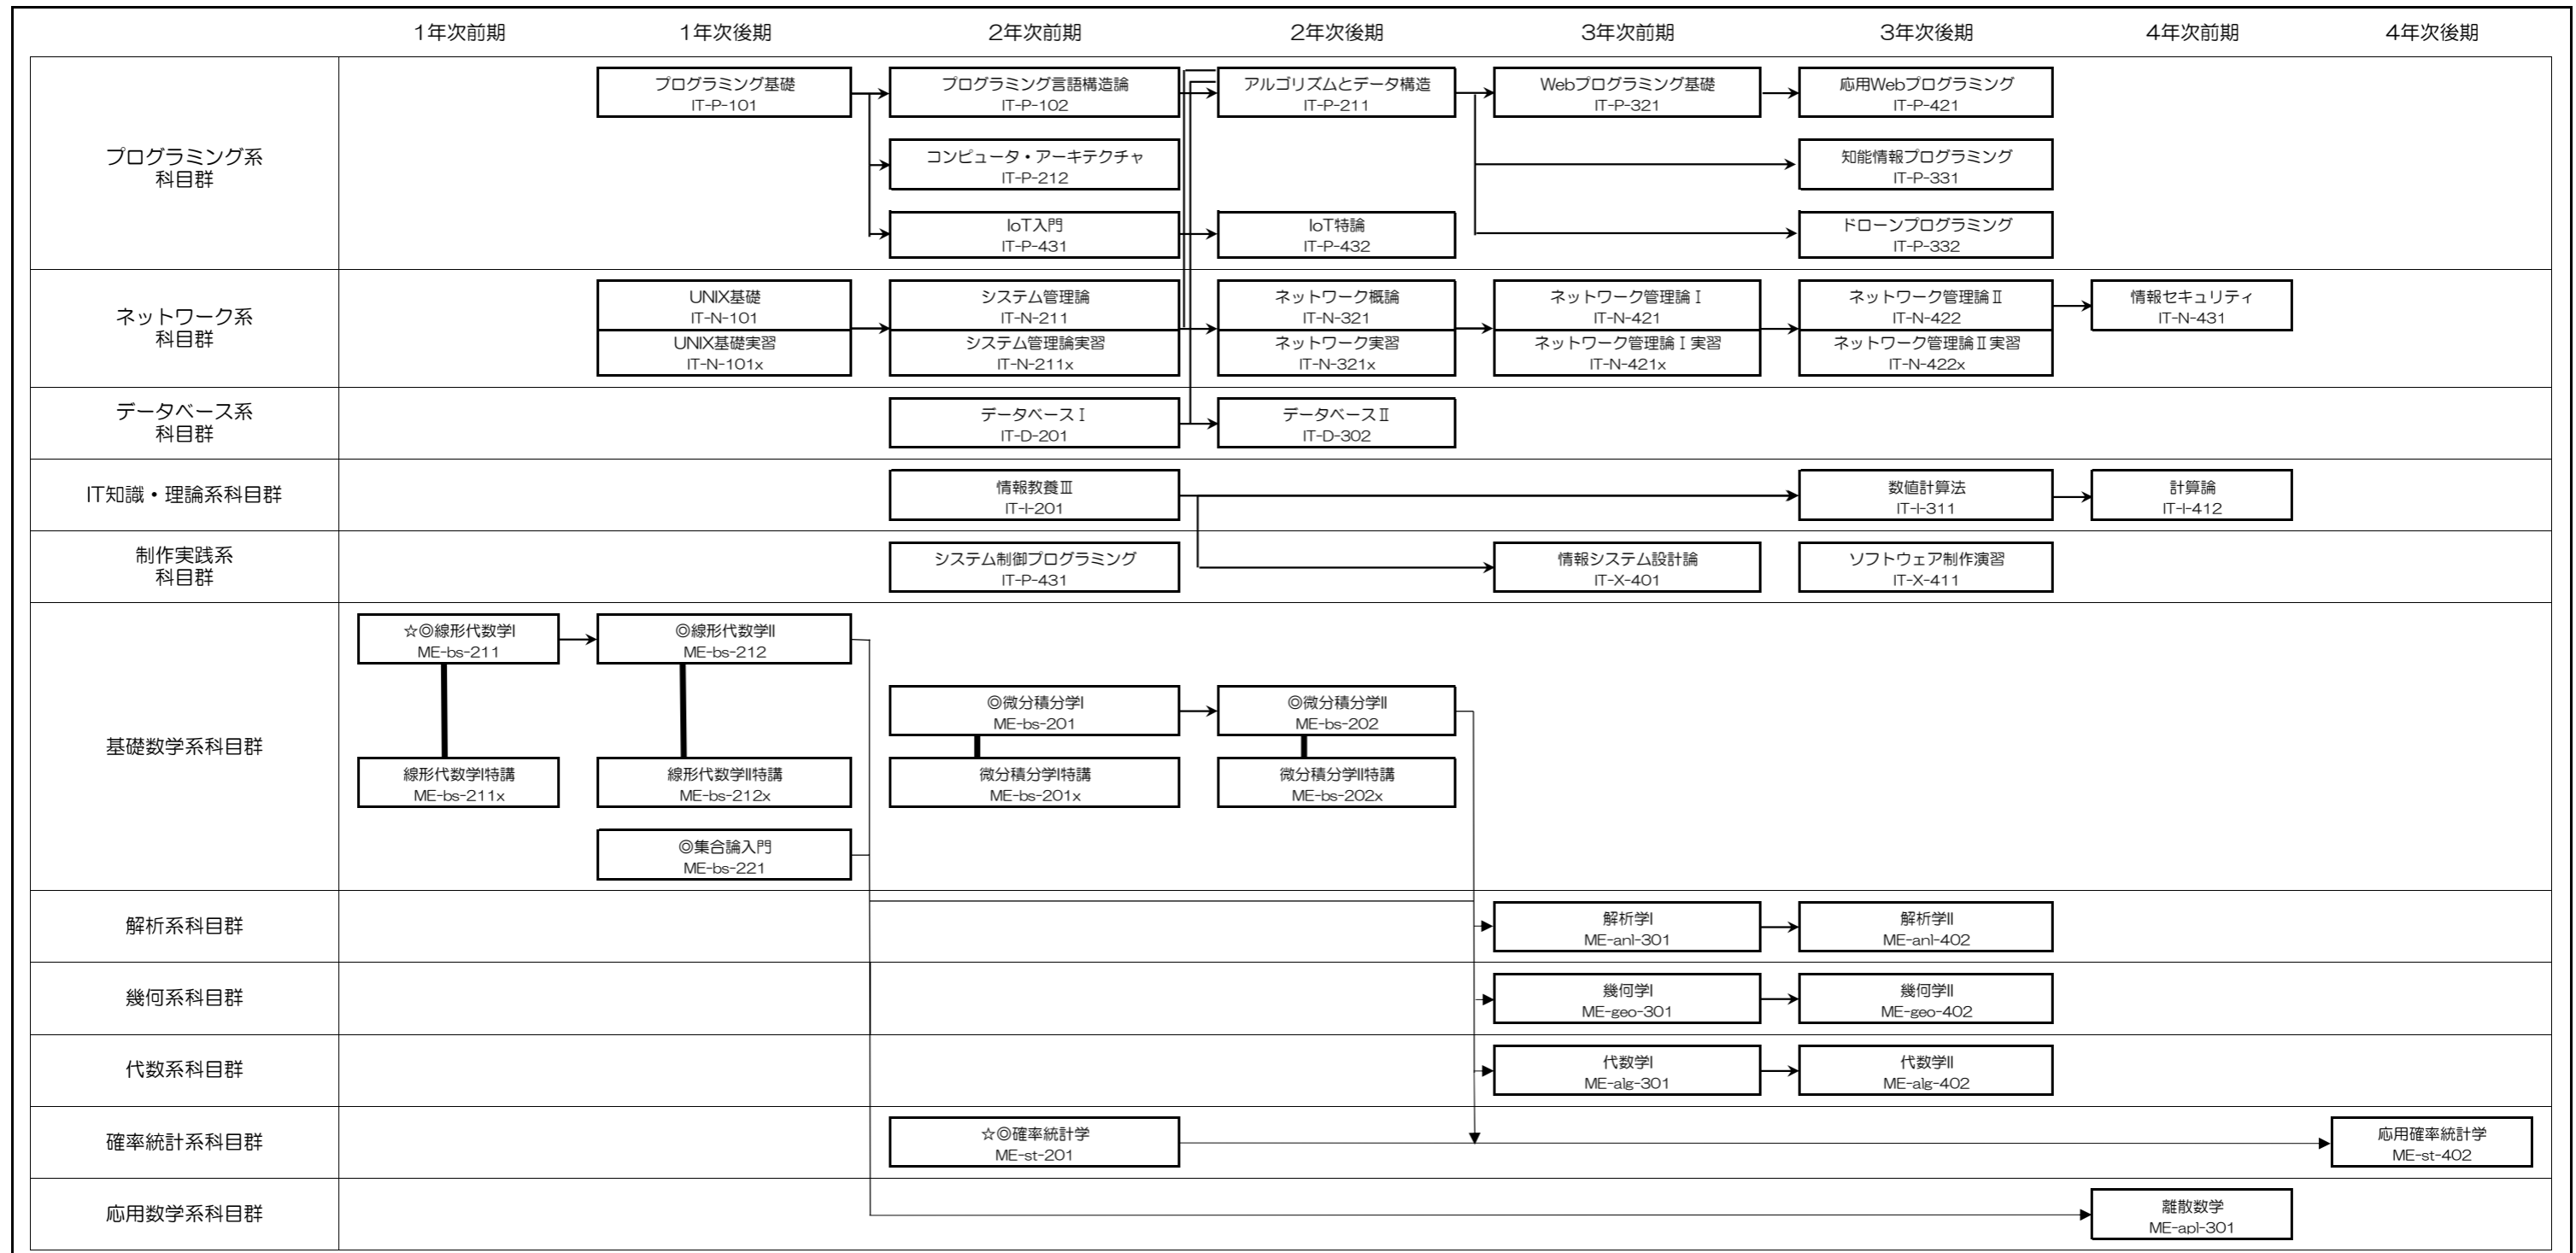 1年次前期
1年次後期
2年次前期
2年次後期
3年次前期
3年次後期
4年次前期
4年次後期
プログラミング系
科目群
プログラミング基礎
IT-P-101
プログラミング言語構造論
IT-P-102
アルゴリズムとデータ構造
IT-P-211
Webプログラミング基礎
IT-P-321
応用Webプログラミング
IT-P-421
コンピュータ・アーキテクチャ
IT-P-212
知能情報プログラミング
IT-P-331
IoT入門
IT-P-431
IoT特論
IT-P-432
ドローンプログラミング
IT-P-332
ネットワーク系
科目群
UNIX基礎
IT-N-101
システム管理論
IT-N-211
ネットワーク概論
IT-N-321
ネットワーク管理論Ⅰ
IT-N-421
ネットワーク管理論Ⅱ
IT-N-422
情報セキュリティ
IT-N-431
UNIX基礎実習
IT-N-101x
システム管理論実習
IT-N-211x
ネットワーク実習
IT-N-321x
ネットワーク管理論Ⅰ実習
IT-N-421x
ネットワーク管理論Ⅱ実習
IT-N-422x
データベース系
科目群
データベースⅠ
IT-D-201
データベースⅡ
IT-D-302
IT知識・理論系科目群
情報教養Ⅲ
IT-I-201
数値計算法
IT-I-311
計算論
IT-I-412
制作実践系
科目群
システム制御プログラミング
IT-P-431
情報システム設計論
IT-X-401
ソフトウェア制作演習
IT-X-411
基礎数学系科目群
☆◎線形代数学I
ME-bs-211
◎線形代数学II
ME-bs-212
◎微分積分学I
ME-bs-201
◎微分積分学II
ME-bs-202
線形代数学I特講
ME-bs-211x
線形代数学II特講
ME-bs-212x
微分積分学I特講
ME-bs-201x
微分積分学II特講
ME-bs-202x
◎集合論入門
ME-bs-221
解析系科目群
解析学I
ME-anl-301
解析学II
ME-anl-402
幾何系科目群
幾何学I
ME-geo-301
幾何学II
ME-geo-402
代数系科目群
代数学I
ME-alg-301
代数学II
ME-alg-402
確率統計系科目群
☆◎確率統計学
ME-st-201
応用確率統計学
ME-st-402
応用数学系科目群
離散数学
ME-apl-301